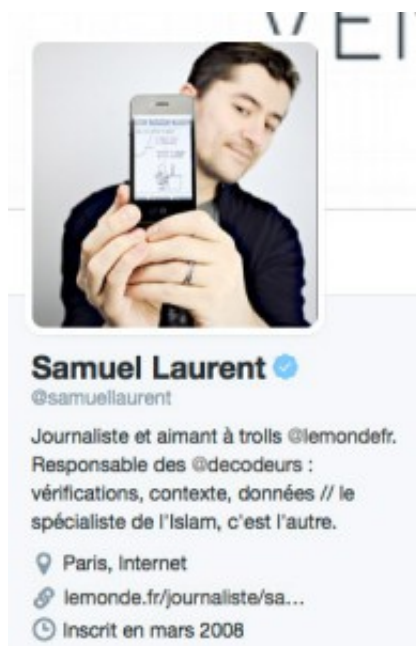 Samuel Laurent
@samuellaurent
Journaliste et aimant à trolls @lemondefr.
Responsable des @decodeurs :
vérifications, contexte, données // le
spécialiste de l'Islam, c'est l'autre.
Paris, Internet
lemonde.fr/journaliste/sa...
Inscrit en mars 2008